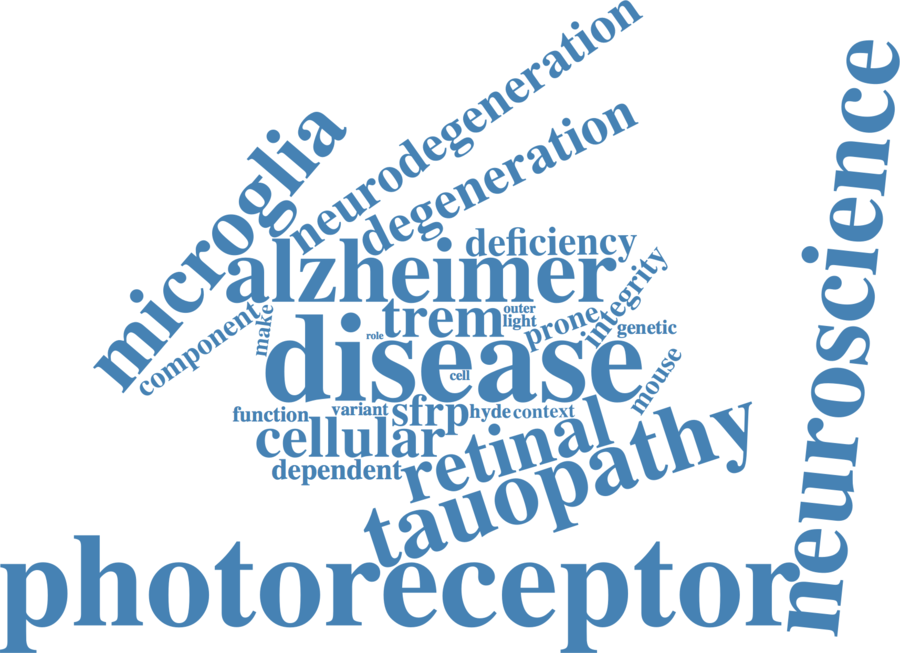 neurodegeneration
degeneration
microglia
neuroscience
deficiency
alzheimer
integrity
component
make
trem
outer
light
prone
genetic
role
disease
cell
mouse
function
variant
sfrp
hyde
context
cellular
retinal
dependent
tauopathy
photoreceptor